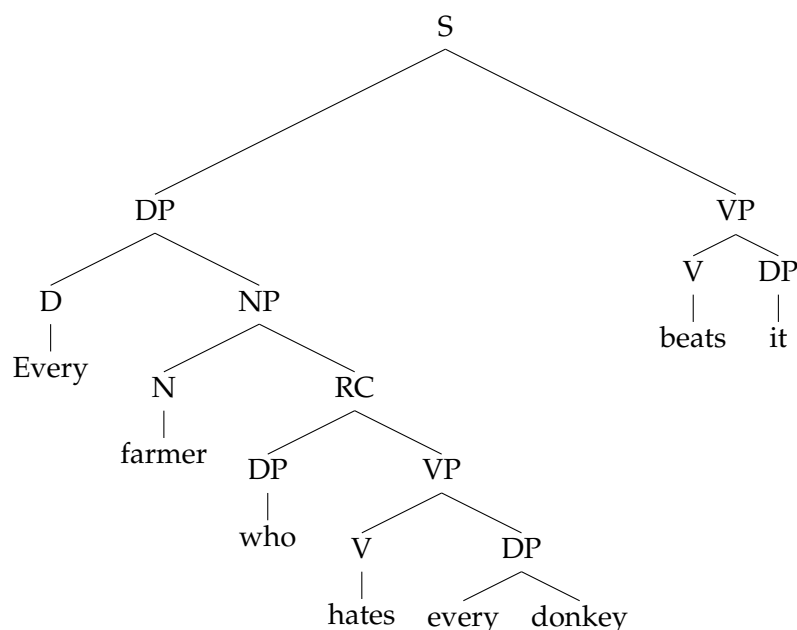 S
DP VP
D NP V DP
Every N RC beats it
farmer DP VP
who V DP
hates every donkey